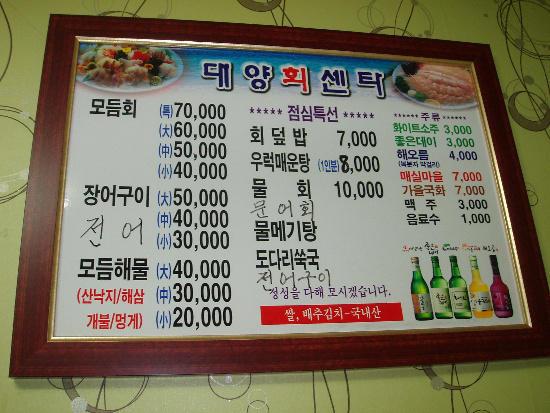 대양회센타
모듬회 (특) 70,000
(大) 60,000
(中) 50,000
(小) 40,000
장어구이 (大) 50,000
전어 (中) 40,000
(小) 30,000
모듬해물 (大) 40,000
(산낙지/해삼 (中) 30,000
개불/멍게) (小) 20,000
***** 점심특선 *****
회덮밥 7,000
우럭매운탕 (1인분) 8,000
물회 10,000
문어회
물메기탕
도다리쑥국
전어구이
정성을 다해 모시겠습니다.
쌀, 배추김치-국내산
****** 주류 ******
화이트소주 3,000
좋은데이 3,000
해오름 4,000
(복분자 막걸리)
매실마을 7,000
가을국화 7,000
맥주 3,000
음료수 1,000